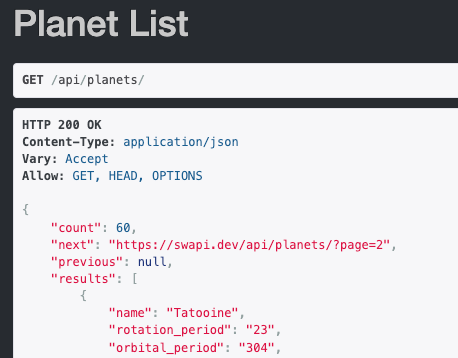 Planet List
GET /api/planets/
HTTP 200 OK
Content-Type: application/json
Vary: Accept
Allow: GET, HEAD, OPTIONS
{
"count": 60,
"next": "https://swapi.dev/api/planets/?page=2",
"previous": null,
"results": [
{
"name": "Tatooine",
"rotation_period": "23",
"orbital_period": "304",